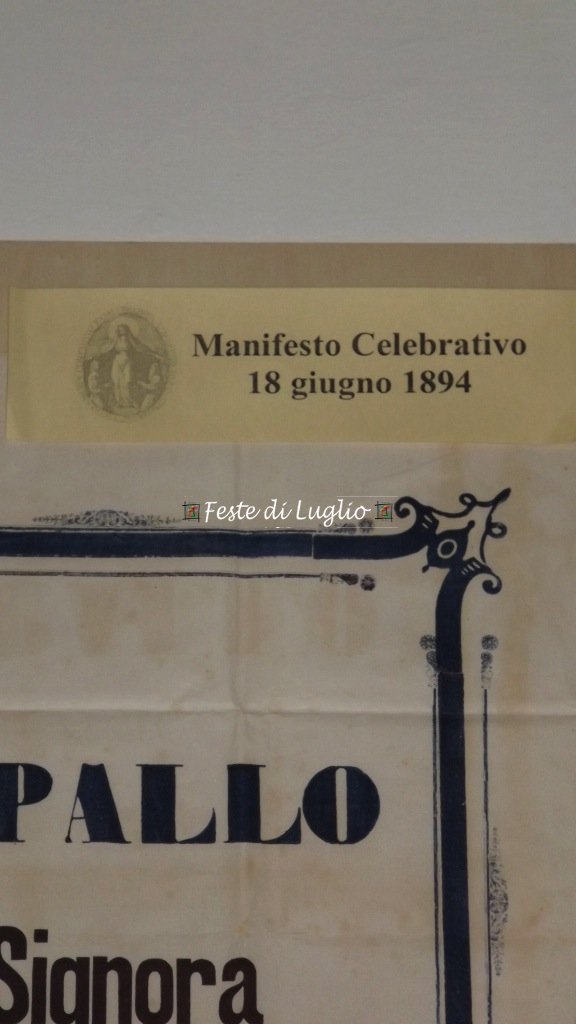 Manifesto Celebrativo
18 giugno 1894
Feste di Luglio
PALLO
Signora